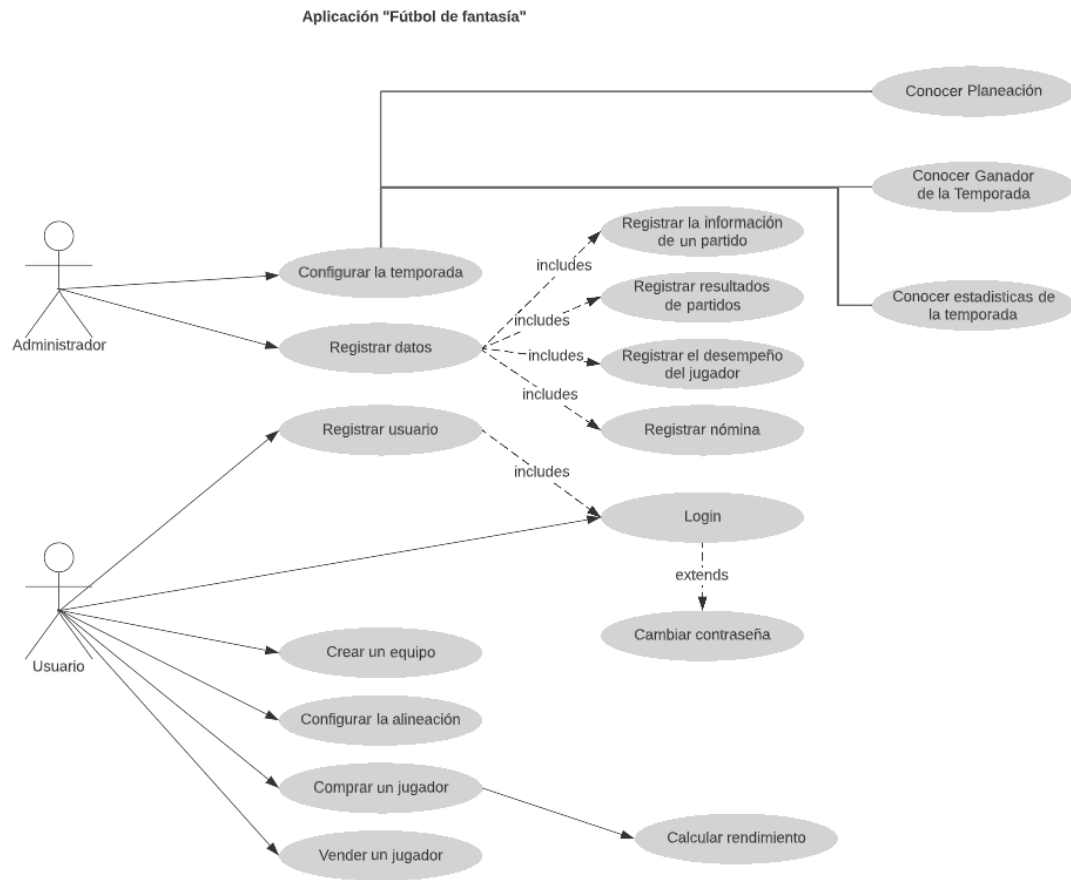 Aplicación "Fútbol de fantasía"
Conocer Planeación
Conocer Ganador
de la Temporada
Registrar la información
de un partido
includes
Configurar la temporada
Registrar resultados
de partidos
Conocer estadisticas de
la temporada
includes
Administrador
Registrar datos
includes
Registrar el desempeño
del jugador
includes
Registrar usuario
Registrar nómina
includes
Login
extends
Cambiar contraseña
Usuario
Crear un equipo
Configurar la alineación
Comprar un jugador
Calcular rendimiento
Vender un jugador